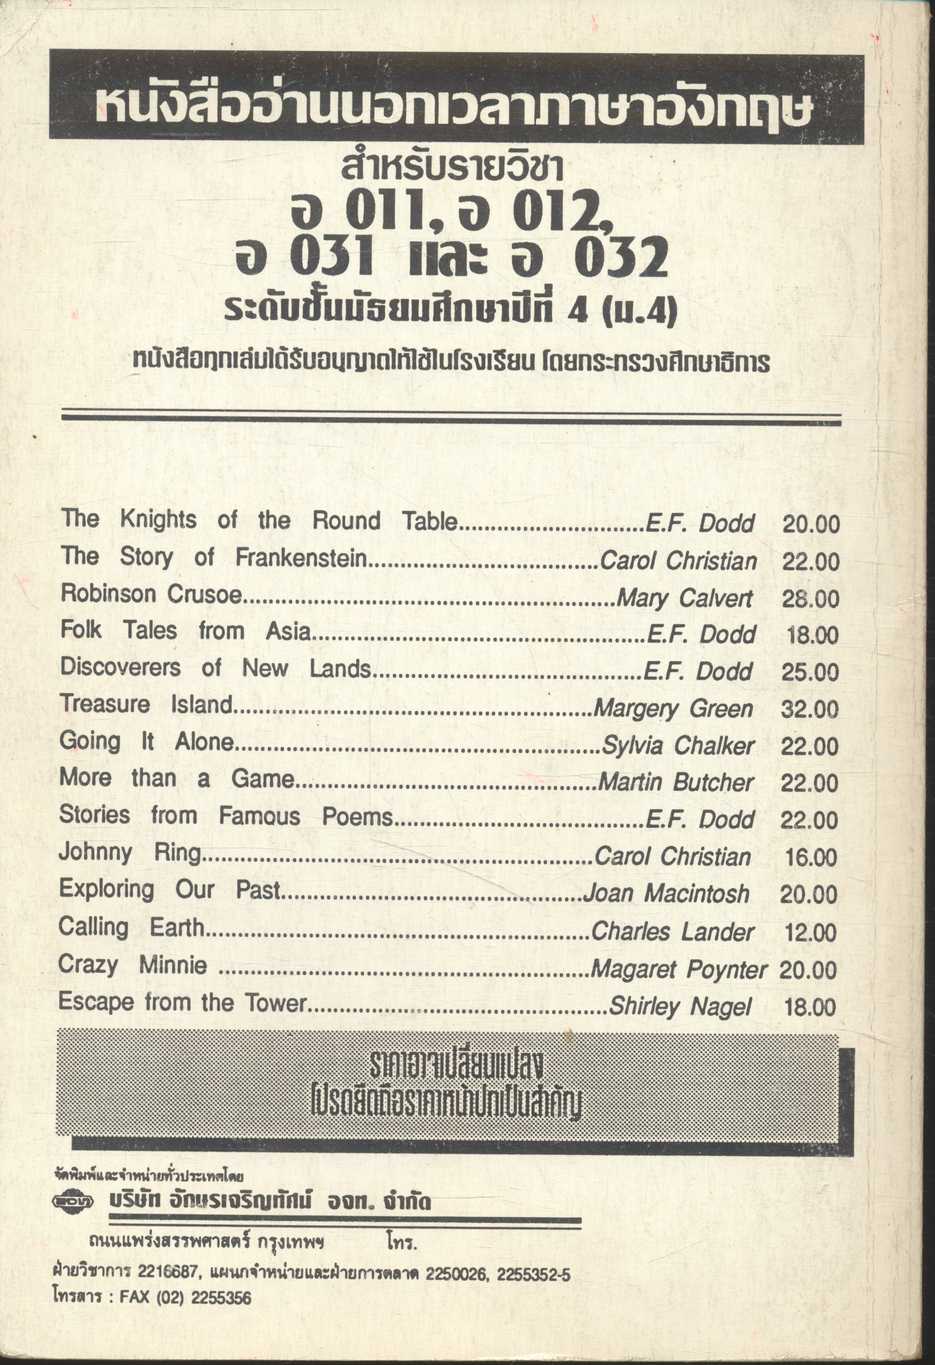 หนังสืออ่านนอกเวลาภาษาอังกฤษ
สำหรับรายวิชา
อ 011, อ 012,
อ 031 และ อ 032
ระดับชั้นมัธยมศึกษาปีที่ 4 (ม.4)
หนังสือทุกเล่มได้รับอนุญาตให้ใช้ในโรงเรียน โดยกระทรวงศึกษาธิการ
The Knights of the Round Table............................E.F. Dodd 20.00
The Story of Frankenstein....................................Carol Christian 22.00
Robinson Crusoe..........................................................Mary Calvert 28.00
Folk Tales from Asia....................................................E.F. Dodd 18.00
Discoverers of New Lands..........................................E.F. Dodd 25.00
Treasure Island........................................................Margery Green 32.00
Going It Alone.........................................................Sylvia Chalker 22.00
More than a Game...............................................Martin Butcher 22.00
Stories from Famous Poems.......................................E.F. Dodd 22.00
Johnny Ring.............................................................Carol Christian 16.00
Exploring Our Past...............................................Joan Macintosh 20.00
Calling Earth............................................................Charles Lander 12.00
Crazy Minnie ..........................................................Magaret Poynter 20.00
Escape from the Tower...............................................Shirley Nagel 18.00
ราคาอาจเปลี่ยนแปลง
โปรดยึดถือราคาหน้าปกเป็นสำคัญ
จัดพิมพ์และจำหน่ายทั่วประเทศโดย
อจท บริษัท อักษรเจริญทัศน์ อจท. จำกัด
ถนนแพร่งสรรพศาสตร์ กรุงเทพฯ โทร.
ฝ่ายวิชาการ 2216687, แผนกจำหน่ายและฝ่ายการตลาด 2250026, 2255352-5
โทรสาร : FAX (02) 2255356